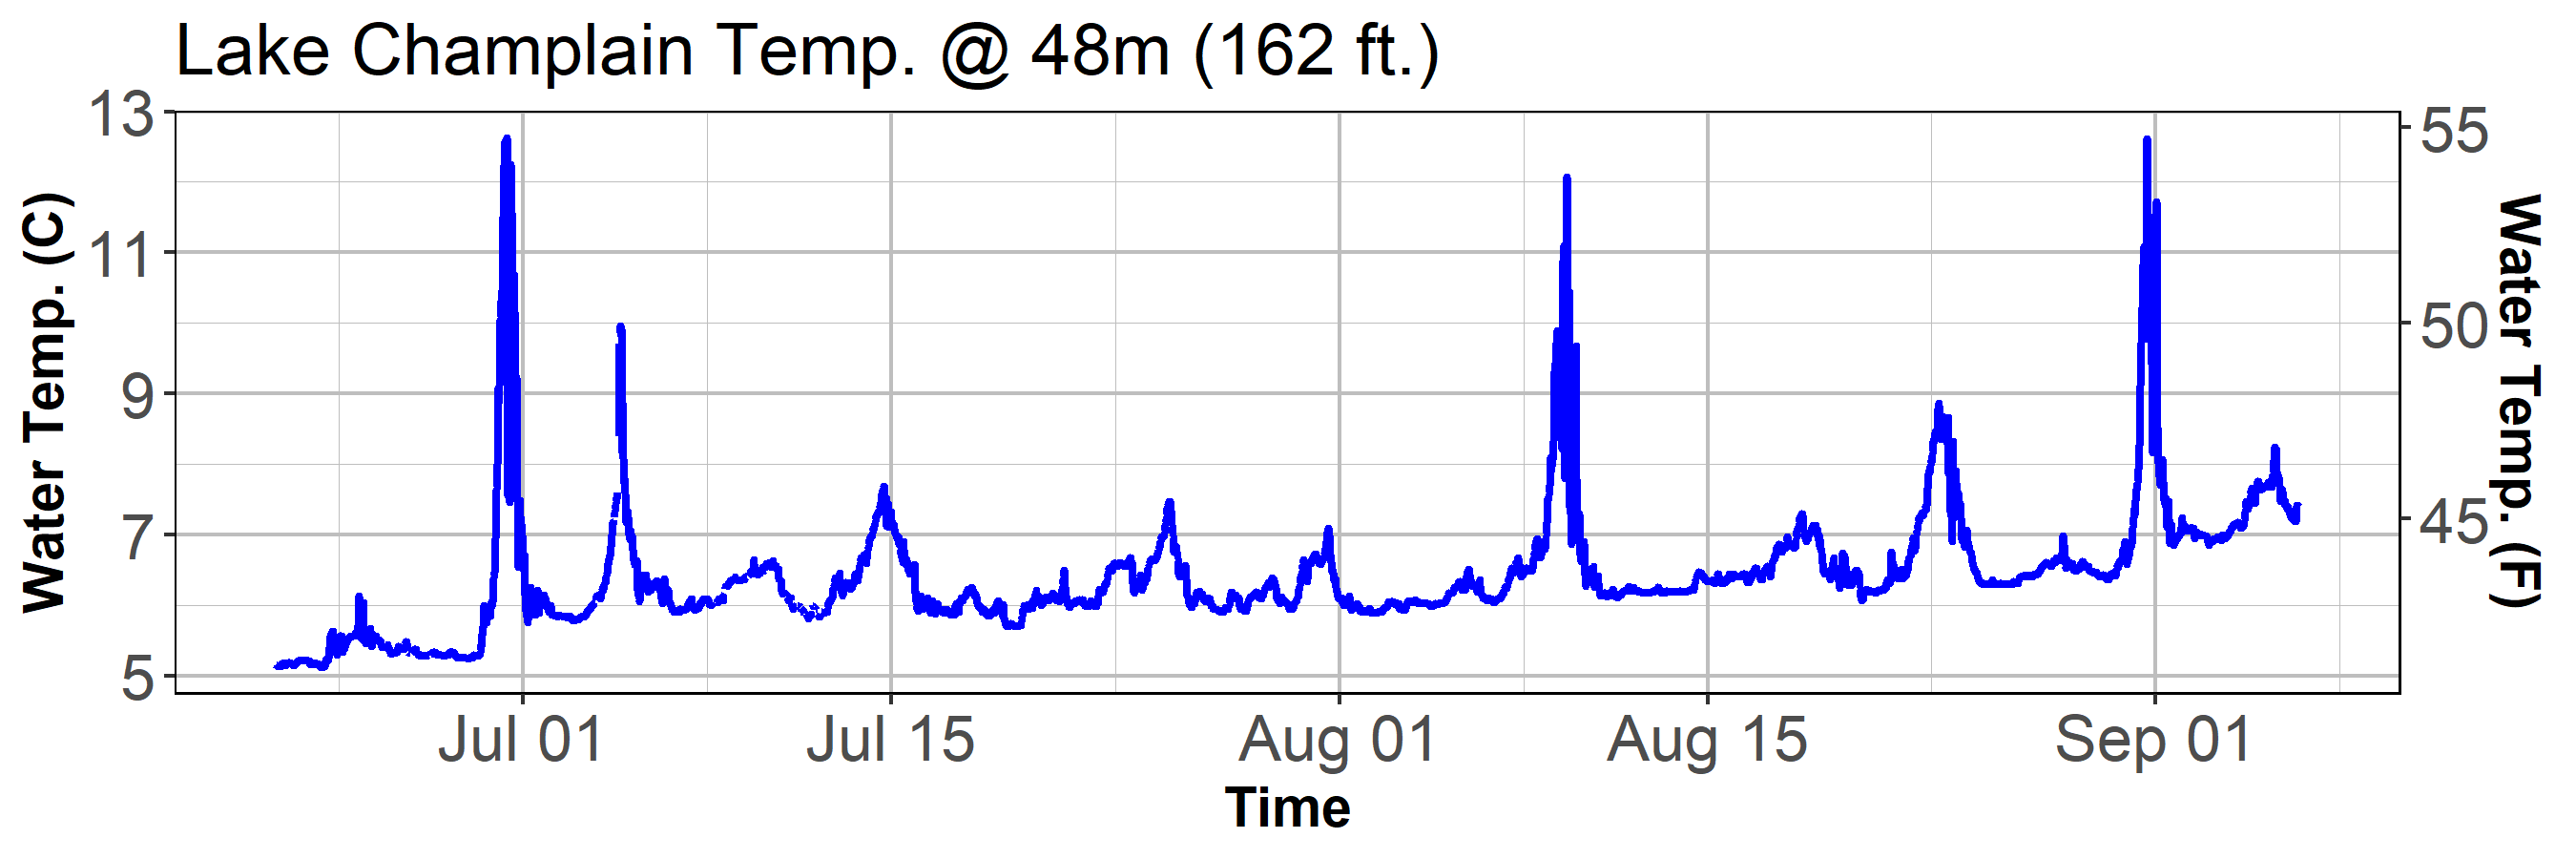 Lake Champlain Temp. @ 48m (162 ft.)
13
11
9
7
5
Water Temp. (C)
55
50
45
Water Temp. (F)
Jul 01
Jul 15
Aug 01
Aug 15
Sep 01
Time